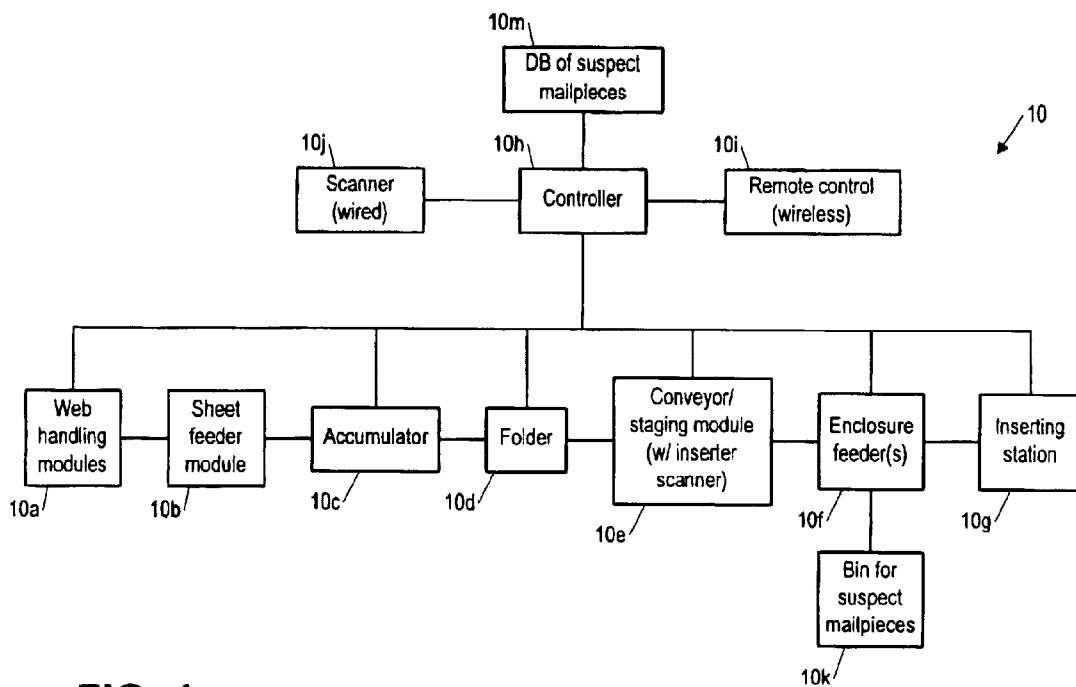 10m
DB of suspect
mailpieces
10
10j
10h
10i
Scanner
(wired)
Controller
Remote control
(wireless)
Web
handling
modules
Sheet
feeder
module
Accumulator
Folder
Conveyor/
staging module
(w/ inserter
scanner)
Enclosure
feeder(s)
Inserting
station
10a
10b
10c
10d
10e
10f
10g
Bin for
suspect
mailpieces
10k